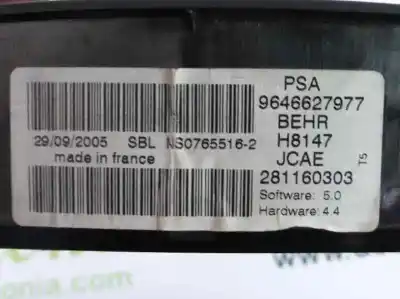 PSA
9646627977
BEHR
H8147
JCAE
T5
281160303
Software: 5.0
Hardware: 4.4
29/09/2005 SBL NS0765516-2
made in france